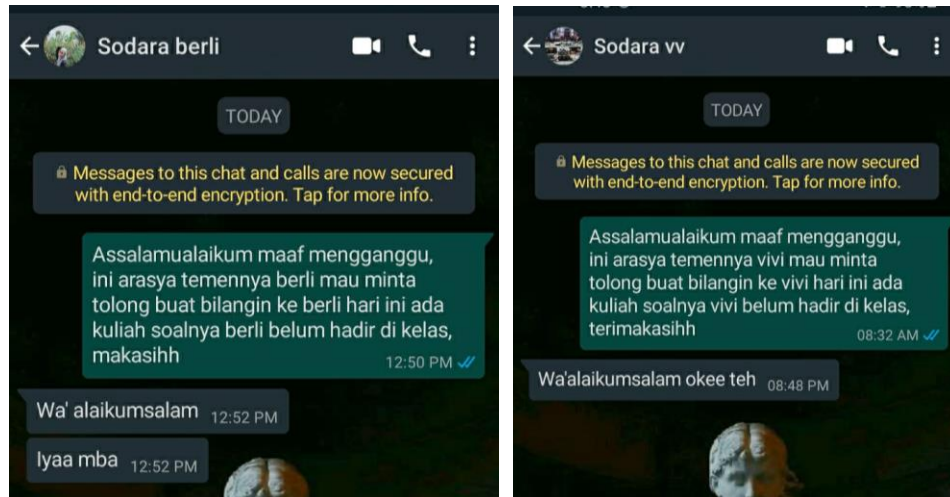 Sodara berli
TODAY
Messages to this chat and calls are now secured
with end-to-end encryption. Tap for more info.
Assalamualaikum maaf mengganggu,
ini arasya temennya berli mau minta
tolong buat bilangin ke berli hari ini ada
kuliah soalnya berli belum hadir di kelas,
makasihh
12:50 PM
Wa' alaikumsalam 12:52 PM
Iyaa mba 12:52 PM
Sodara vv
TODAY
Messages to this chat and calls are now secured
with end-to-end encryption. Tap for more info.
Assalamualaikum maaf mengganggu,
ini arasya temennya vivi mau minta
tolong buat bilangin ke vivi hari ini ada
kuliah soalnya vivi belum hadir di kelas,
terimakasihh
08:32 AM
Wa'alaikumsalam okee teh 08:48 PM